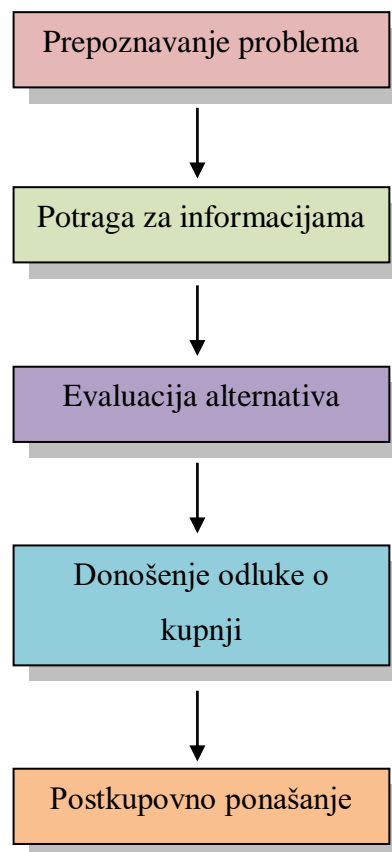 Prepoznavanje problema
Potraga za informacijama
Evaluacija alternativa
Donošenje odluke o
kupnji
Postkupovno ponašanje